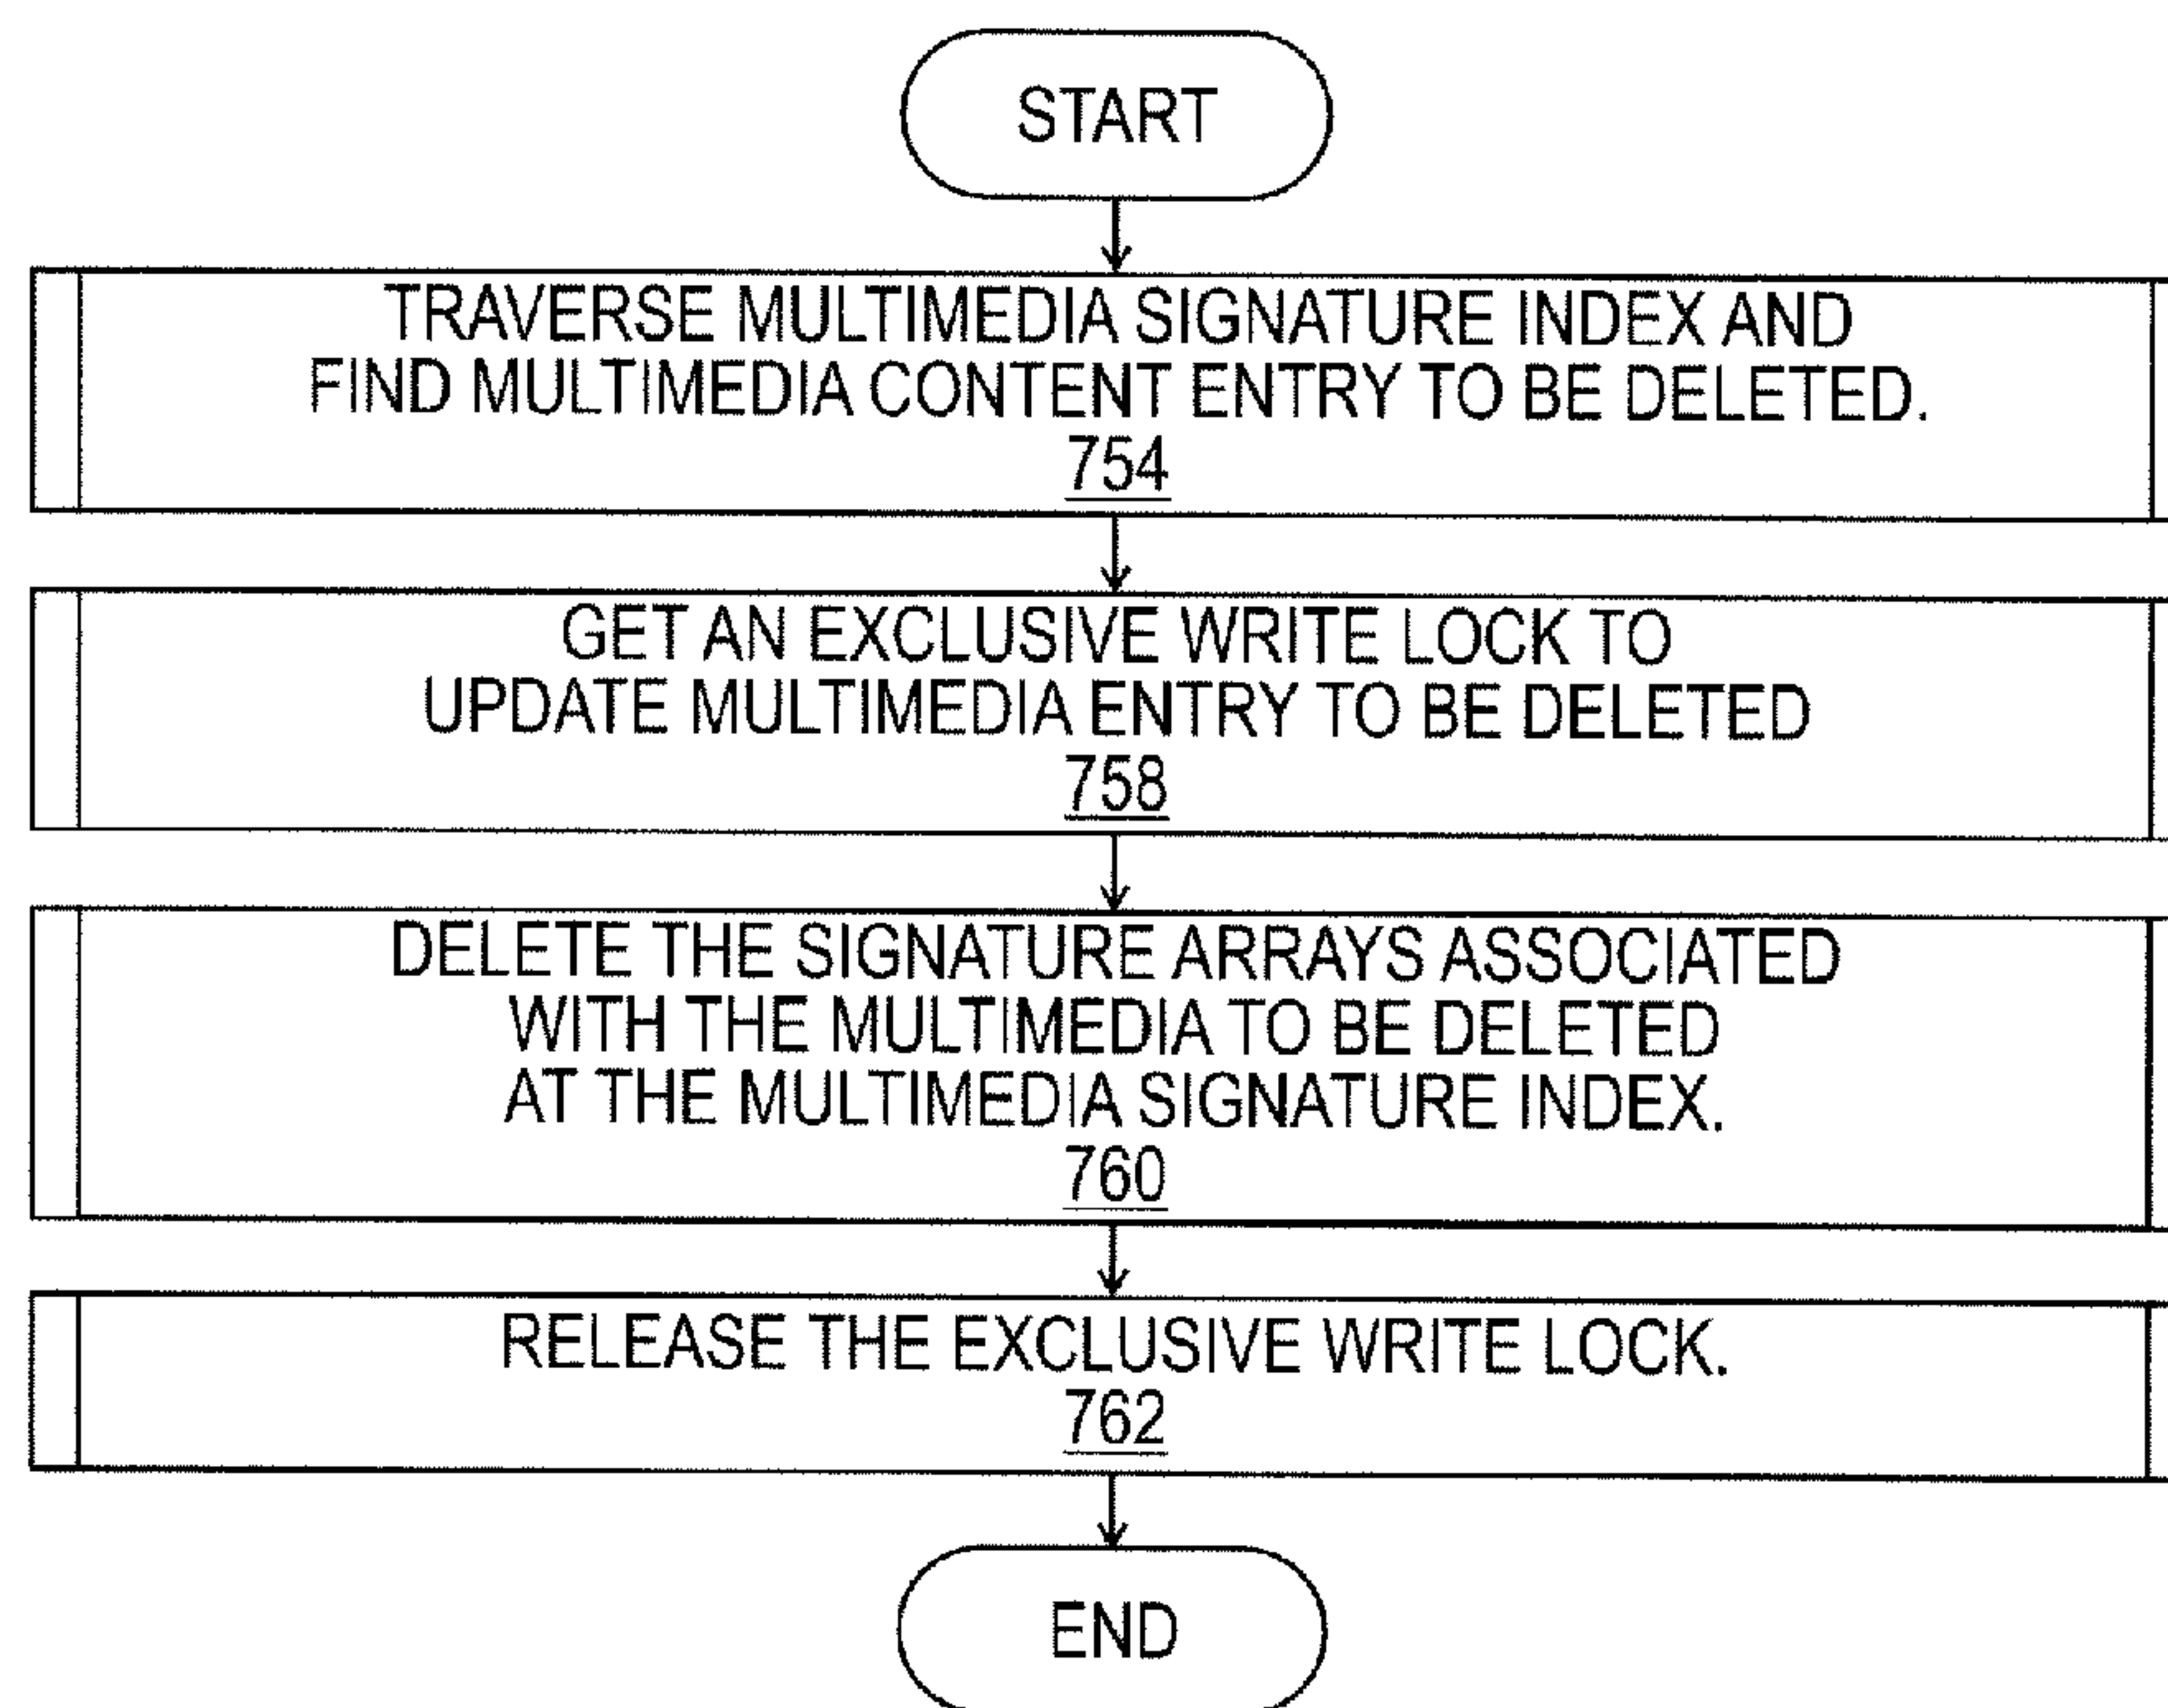 START
TRAVERSE MULTIMEDIA SIGNATURE INDEX AND
FIND MULTIMEDIA CONTENT ENTRY TO BE DELETED.
754
GET AN EXCLUSIVE WRITE LOCK TO
UPDATE MULTIMEDIA ENTRY TO BE DELETED
758
DELETE THE SIGNATURE ARRAYS ASSOCIATED
WITH THE MULTIMEDIA TO BE DELETED
AT THE MULTIMEDIA SIGNATURE INDEX.
760
RELEASE THE EXCLUSIVE WRITE LOCK.
762
END